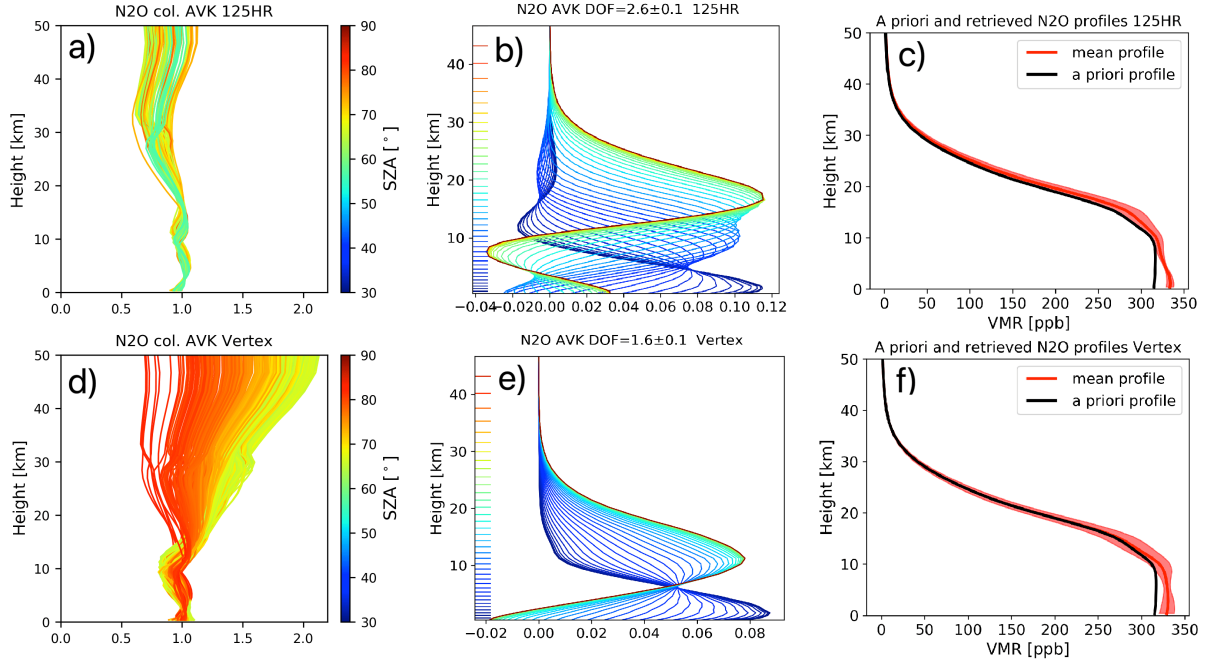 N2O col. AVK 125HR
a)
50
40
30
20
10
0
Height [km]
0.0 0.5 1.0 1.5 2.0
90
80
70
60
50
40
30
SZA [°]
N2O AVK DOF=2.6±0.1 125HR
b)
40
30
20
10
Height [km]
−0.04 −0.02 0.00 0.02 0.04 0.06 0.08 0.10 0.12
A priori and retrieved N2O profiles 125HR
c)
mean profile
a priori profile
50
40
30
20
10
0
Height [km]
0 50 100 150 200 250 300 350
VMR [ppb]
N2O col. AVK Vertex
d)
50
40
30
20
10
0
Height [km]
0.0 0.5 1.0 1.5 2.0
90
80
70
60
50
40
30
SZA [°]
N2O AVK DOF=1.6±0.1 Vertex
e)
40
30
20
10
Height [km]
−0.02 0.00 0.02 0.04 0.06 0.08
A priori and retrieved N2O profiles Vertex
f)
mean profile
a priori profile
50
40
30
20
10
0
Height [km]
0 50 100 150 200 250 300 350
VMR [ppb]